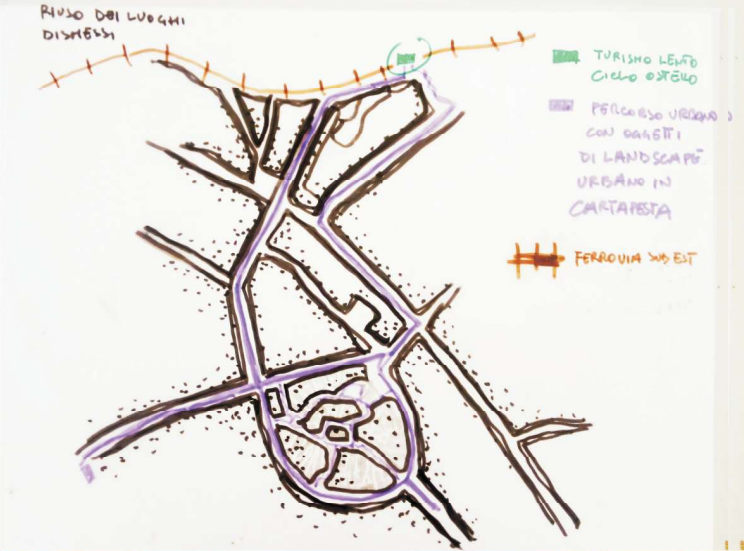 RIUSO DEI LUOGHI
DISMESSI
TURISMO LENTO
CICLO OSTELLO
PERCORSO URBANO
CON OGGETTI
DI LANDSCAPE
URBANO IN
CARTAPESTA
FERROVIA SUD EST